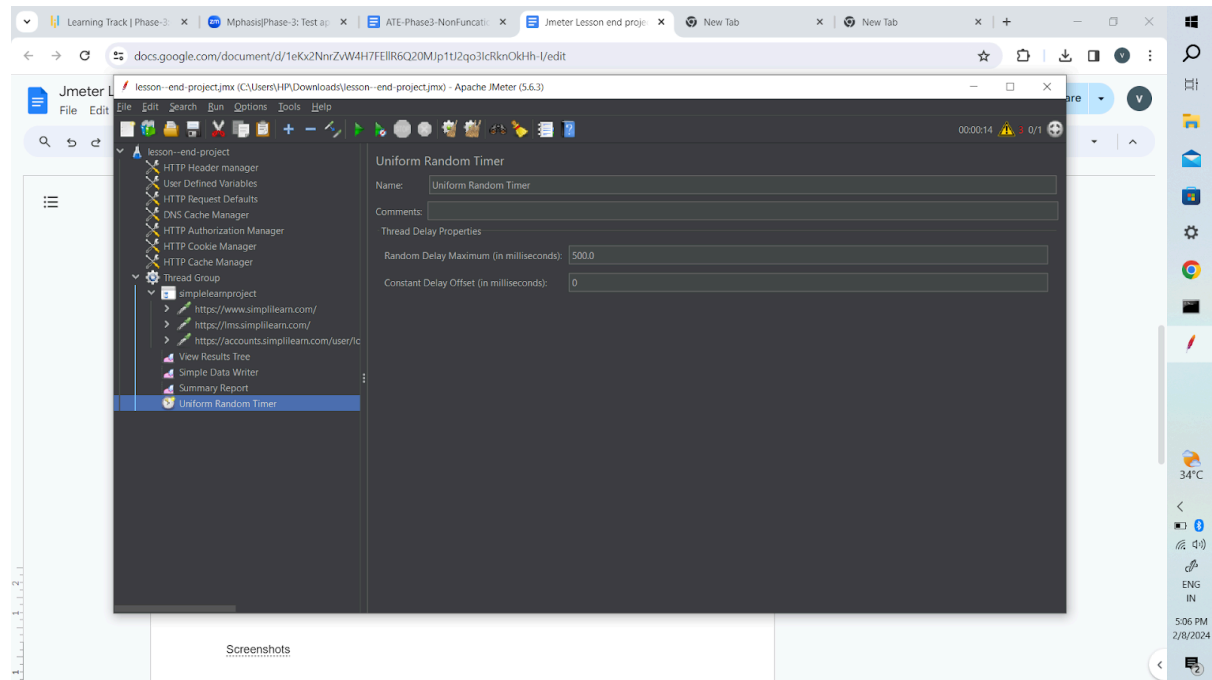 Learning Track | Phase-3:
Mphasis|Phase-3: Test ap
ATE-Phase3-NonFuncatio
Jmeter Lesson end projec
New Tab
New Tab
docs.google.com/document/d/1eKx2NnrZvW4H7FEllR6Q20MJp1tJ2qo3IcRknOkHh-I/edit
Jmeter L
File Edit
are
V
lesson--end-project.jmx (C:\Users\HP\Downloads\lesson--end-project.jmx) - Apache JMeter (5.6.3)
File Edit Search Run Options Tools Help
00:00:14 3 0/1
lesson--end-project
HTTP Header manager
User Defined Variables
HTTP Request Defaults
DNS Cache Manager
HTTP Authorization Manager
HTTP Cookie Manager
HTTP Cache Manager
Thread Group
simplelearnproject
https://www.simplilearn.com/
https://lms.simplilearn.com/
https://accounts.simplilearn.com/user/lo
View Results Tree
Simple Data Writer
Summary Report
Uniform Random Timer
Uniform Random Timer
Name: Uniform Random Timer
Comments:
Thread Delay Properties
Random Delay Maximum (in milliseconds): 500.0
Constant Delay Offset (in milliseconds): 0
Screenshots
34°C
ENG
IN
5:06 PM
2/8/2024
2